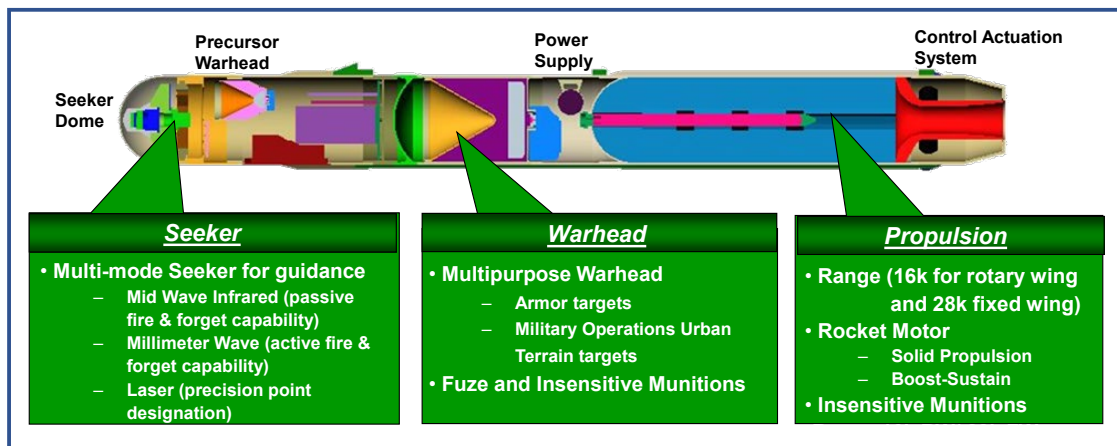 Precursor
Warhead
Power
Supply
Control Actuation
System
Seeker
Dome
Seeker
• Multi-mode Seeker for guidance
– Mid Wave Infrared (passive
fire & forget capability)
– Millimeter Wave (active fire &
forget capability)
– Laser (precision point
designation)
Warhead
• Multipurpose Warhead
– Armor targets
– Military Operations Urban
Terrain targets
• Fuze and Insensitive Munitions
Propulsion
• Range (16k for rotary wing
and 28k fixed wing)
• Rocket Motor
– Solid Propulsion
– Boost-Sustain
• Insensitive Munitions